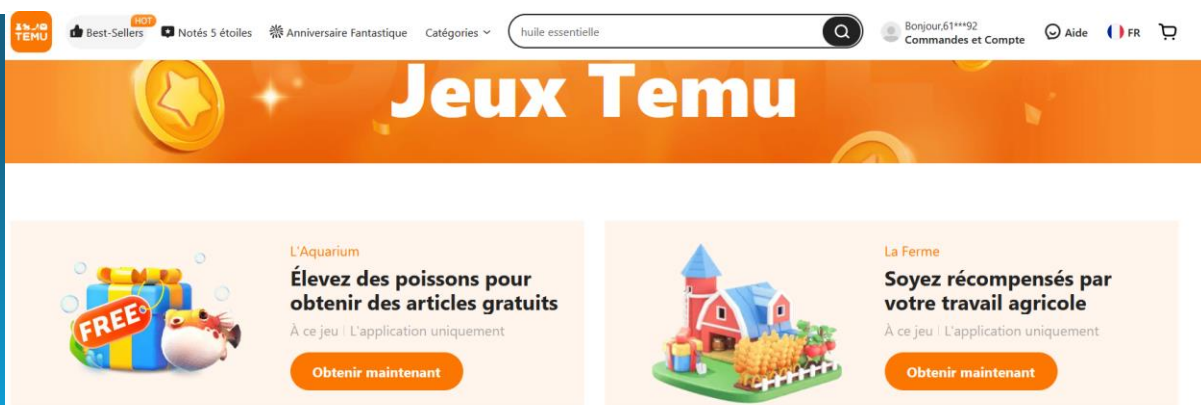 TEMU
Best-Sellers
HOT
Notés 5 étoiles
Anniversaire Fantastique
Catégories
huile essentielle
Bonjour,61***92
Commandes et Compte
Aide
FR
Jeux Temu
L'Aquarium
Élevez des poissons pour
obtenir des articles gratuits
À ce jeu | L'application uniquement
Obtenir maintenant
FREE
La Ferme
Soyez récompensés par
votre travail agricole
À ce jeu | L'application uniquement
Obtenir maintenant